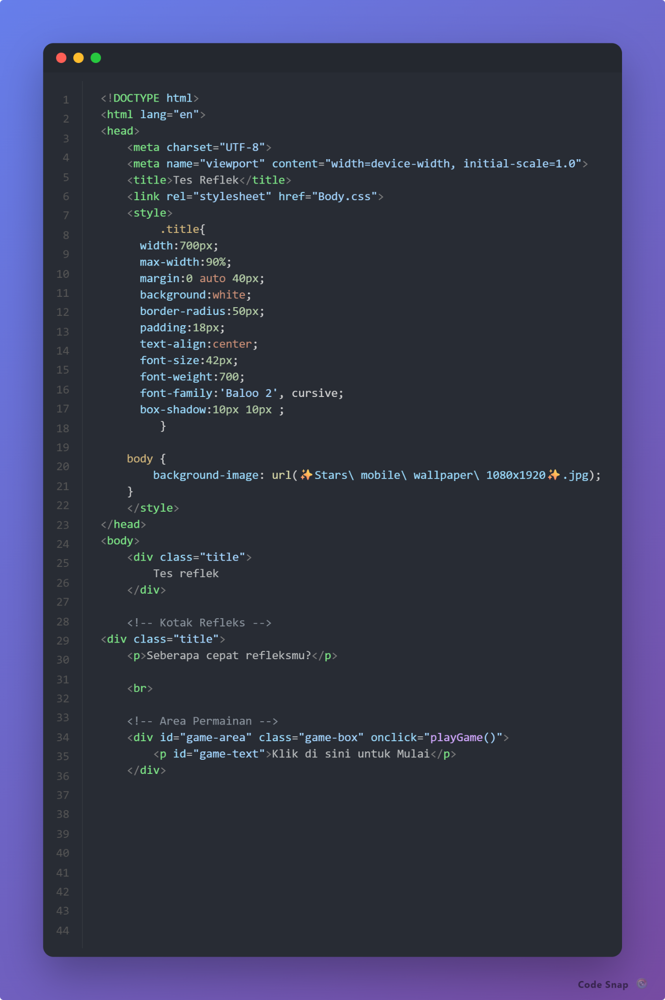 1 <!DOCTYPE html>
2 <html lang="en">
3 <head>
4 <meta charset="UTF-8">
5 <meta name="viewport" content="width=device-width, initial-scale=1.0">
6 <title>Tes Reflek</title>
7 <link rel="stylesheet" href="Body.css">
8 <style>
9 .title{
10 width:700px;
11 max-width:90%;
12 margin:0 auto 40px;
13 background:white;
14 border-radius:50px;
15 padding:18px;
16 text-align:center;
17 font-size:42px;
18 font-weight:700;
19 font-family:'Baloo 2', cursive;
20 box-shadow:10px 10px ;
21 }
22
23 body {
24 background-image: url(✨Stars\ mobile\ wallpaper\ 1080x1920✨.jpg);
25 }
26 </style>
27 </head>
28 <body>
29 <div class="title">
30 Tes reflek
31 </div>
32
33 <!-- Kotak Refleks -->
34 <div class="title">
35 <p>Seberapa cepat refleksmu?</p>
36
37 <br>
38
39 <!-- Area Permainan -->
40 <div id="game-area" class="game-box" onclick="playGame()">
41 <p id="game-text">Klik di sini untuk Mulai</p>
42 </div>
43
44
Code Snap